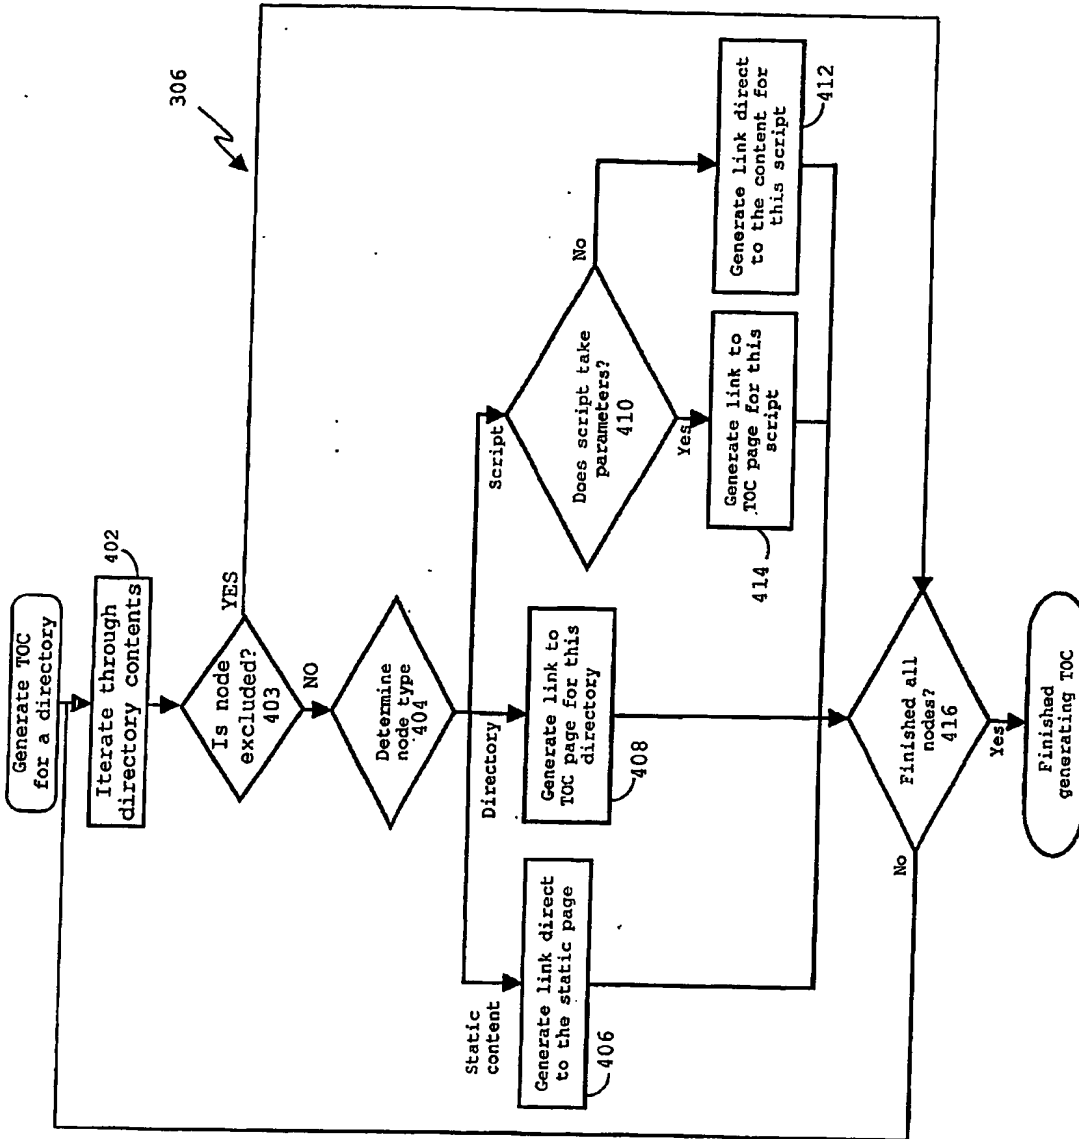 306
Generate TOC
for a directory
402
Iterate through
directory contents
Is node
excluded?
403
YES
NO
Determine
node type
404
Static
content
Directory
Script
Generate link direct
to the static page
406
Generate link to
TOC page for this
directory
408
Does script take
parameters?
410
No
Yes
Generate link to
TOC page for this
script
414
Generate link direct
to the content for
this script
412
Finished all
nodes?
416
No
Yes
Finished
generating TOC